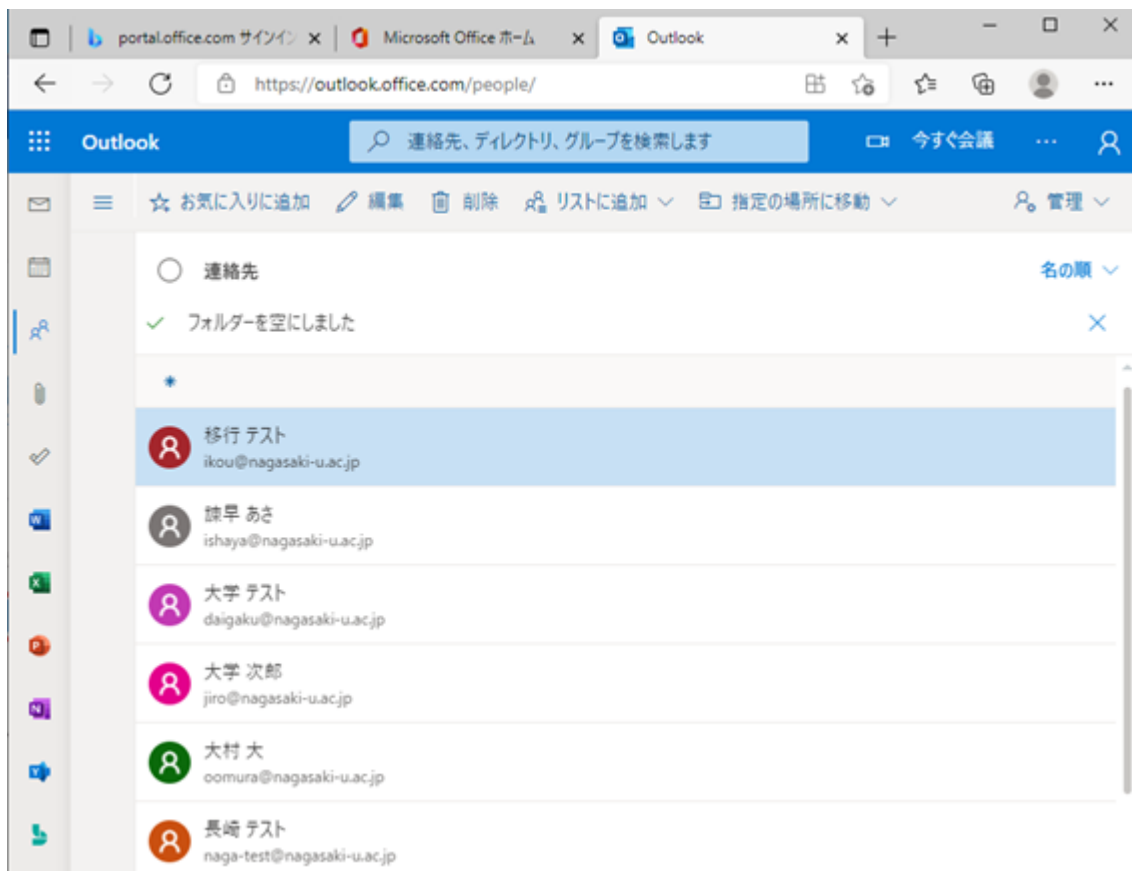 portal.office.com サインイン
Microsoft Office ホーム
Outlook
https://outlook.office.com/people/
Outlook
連絡先、ディレクトリ、グループを検索します
今すぐ会議
お気に入りに追加 編集 削除 リストに追加 指定の場所に移動 管理
連絡先
名の順
フォルダーを空にしました
*
移行 テスト
ikou@nagasaki-u.ac.jp
諫早 あさ
ishaya@nagasaki-u.ac.jp
大学 テスト
daigaku@nagasaki-u.ac.jp
大学 次郎
jiro@nagasaki-u.ac.jp
大村 大
oomura@nagasaki-u.ac.jp
長崎 テスト
naga-test@nagasaki-u.ac.jp